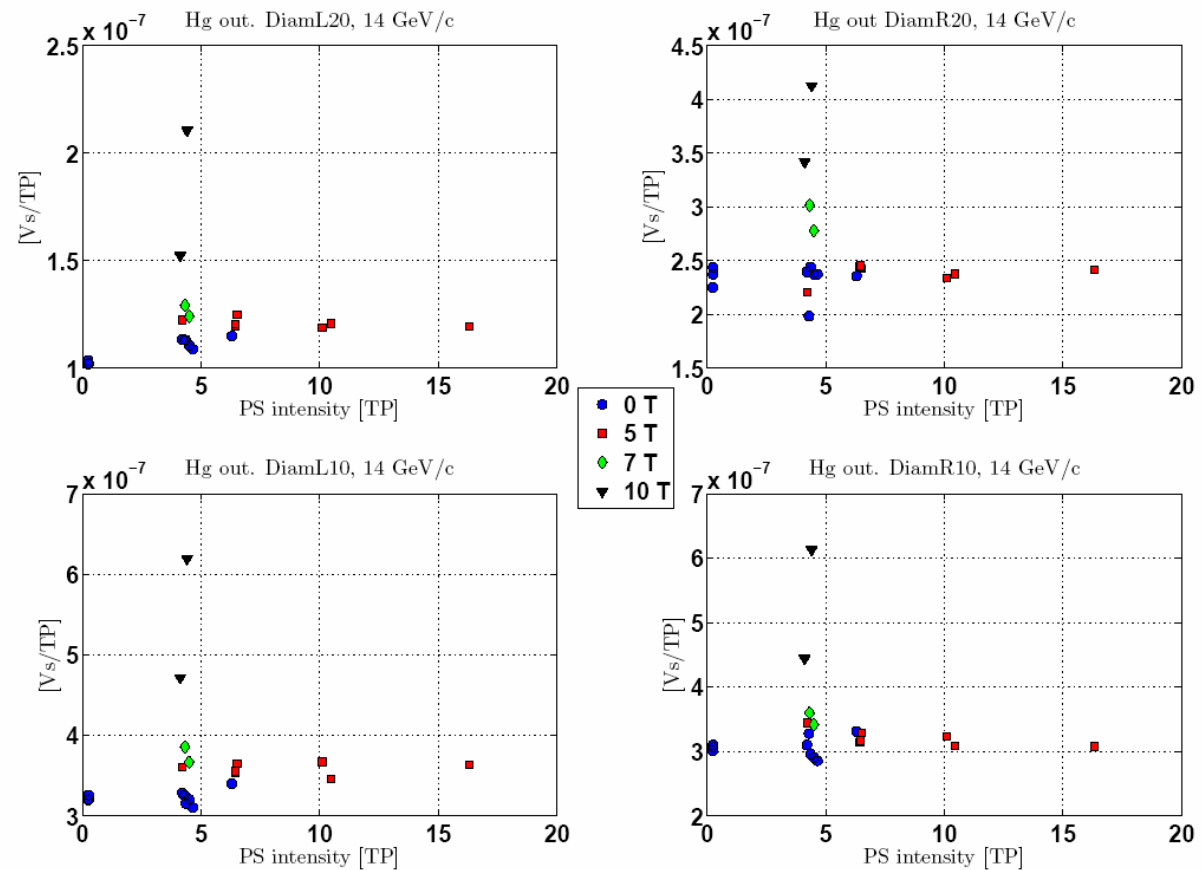 x 10⁻⁷ Hg out. DiamL20, 14 GeV/c
2.5
2
1.5
1
[Vs/TP]
0 5 10 15 20
PS intensity [TP]
x 10⁻⁷ Hg out DiamR20, 14 GeV/c
4.5
4
3.5
3
2.5
2
1.5
[Vs/TP]
0 5 10 15 20
PS intensity [TP]
0 T
5 T
7 T
10 T
x 10⁻⁷ Hg out. DiamL10, 14 GeV/c
7
6
5
4
3
[Vs/TP]
0 5 10 15 20
PS intensity [TP]
x 10⁻⁷ Hg out. DiamR10, 14 GeV/c
7
6
5
4
3
2
[Vs/TP]
0 5 10 15 20
PS intensity [TP]